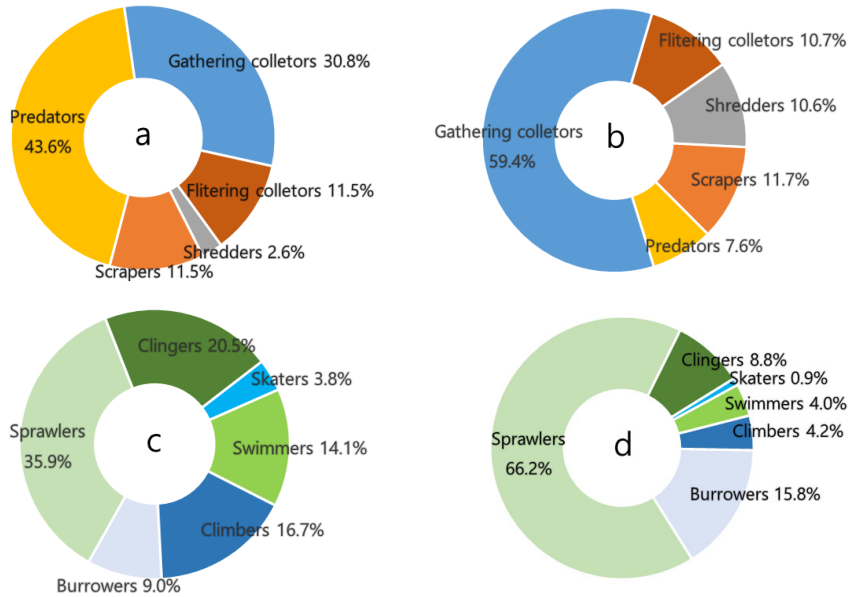 Gathering colletors 30.8%
Predators
43.6%
a
Flitering colletors 11.5%
Shredders 2.6%
Scrapers 11.5%
Flitering colletors 10.7%
Shredders 10.6%
Gathering colletors
59.4%
b
Scrapers 11.7%
Predators 7.6%
Clingers 20.5%
Skaters 3.8%
Sprawlers
35.9%
c
Swimmers 14.1%
Climbers 16.7%
Burrowers 9.0%
Clingers 8.8%
Skaters 0.9%
Swimmers 4.0%
Climbers 4.2%
Sprawlers
66.2%
d
Burrowers 15.8%